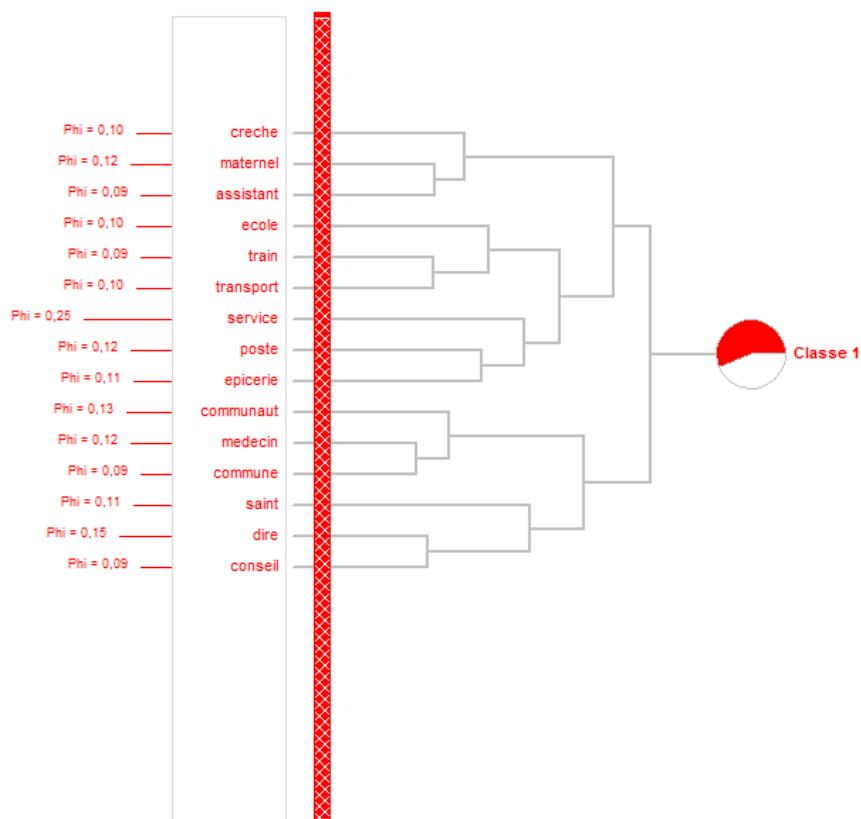 Phi = 0,10 creche
Phi = 0,12 maternel
Phi = 0,09 assistant
Phi = 0,10 ecole
Phi = 0,09 train
Phi = 0,10 transport
Phi = 0,25 service
Phi = 0,12 poste
Classe 1
Phi = 0,11 epicerie
Phi = 0,13 communaut
Phi = 0,12 medecin
Phi = 0,09 commune
Phi = 0,11 saint
Phi = 0,15 dire
Phi = 0,09 conseil